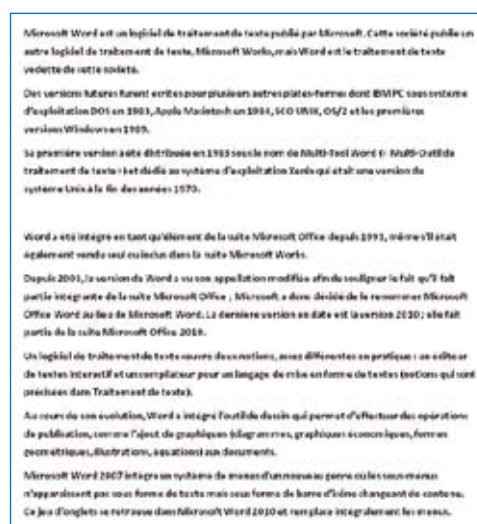 Microsoft Word est un logiciel de traitement de texte publié par Microsoft. Cette société publie un
autre logiciel de traitement de texte, Microsoft Works, mais Word est le traitement de texte
vedette de cette société.
Des versions futures furent écrites pour plusieurs autres plates-formes dont IBM PC sous système
d'exploitation DOS en 1983, Apple Macintosh en 1984, SCO UNIX, OS/2 et les premières
versions Windows en 1989.
Sa première version a été distribuée en 1983 sous le nom de Multi-Tool Word (« Multi-Outil de
traitement de texte ») et dédié au système d'exploitation Xenix qui était une version du
système Unix à la fin des années 1970.
Word a été intégré en tant qu'élément de la suite Microsoft Office depuis 1993, même s'il était
également vendu seul ou inclus dans la suite Microsoft Works.
Depuis 2003, la version de Word a vu son appellation modifiée afin de souligner le fait qu'il fait
partie intégrante de la suite Microsoft Office ; Microsoft a donc décidé de le renommer Microsoft
Office Word au lieu de Microsoft Word. La dernière version en date est la version 2010 ; elle fait
partie de la suite Microsoft Office 2010.
Un logiciel de traitement de texte couvre deux notions, assez différentes en pratique : un éditeur
de textes interactif et un compilateur pour un langage de mise en forme de textes (notions qui sont
précisées dans Traitement de texte).
Au cours de son évolution, Word a intégré l'outil de dessin qui permet d'effectuer des opérations
de publication, comme l'ajout de graphiques (diagrammes, graphiques économiques, formes
géométriques, illustrations, équations) aux documents.
Microsoft Word 2007 intègre un système de menus d'un nouveau genre où les sous-menus
n'apparaissent pas sous forme de texte mais sous forme de barre d'icône changeant de contenu.
Ce jeu d'onglets se retrouve dans Microsoft Word 2010 et remplace intégralement les menus.